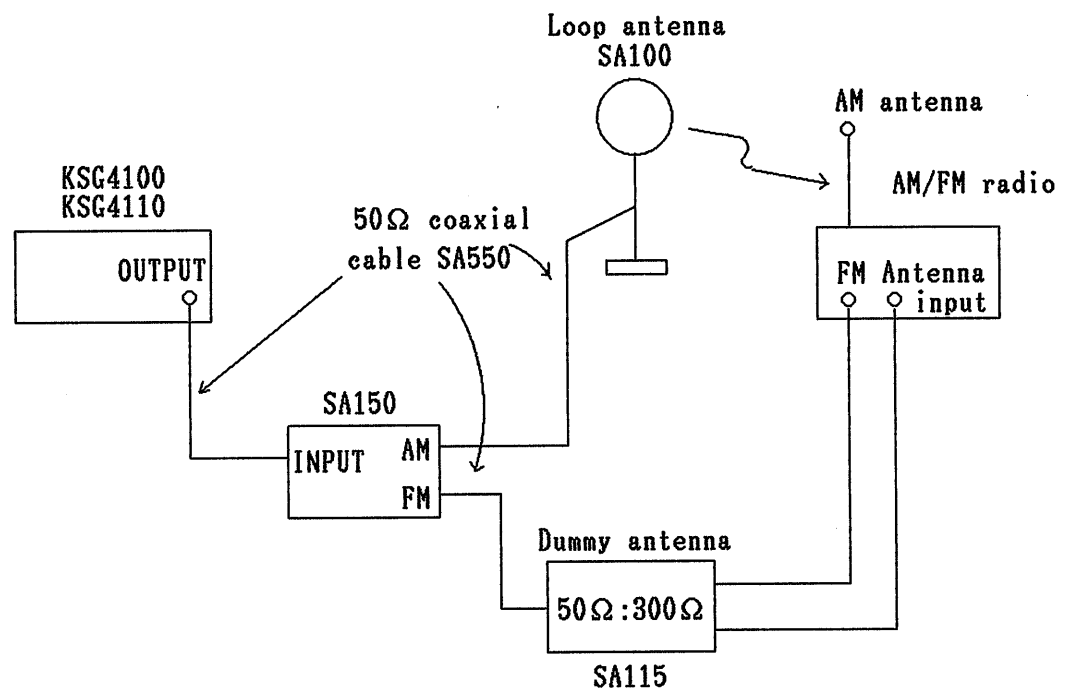 Loop antenna
SA100
AM antenna
KSG4100
KSG4110
AM/FM radio
50Ω coaxial
cable SA550
OUTPUT
FM Antenna
input
SA150
INPUT
AM
FM
Dummy antenna
50Ω:300Ω
SA115